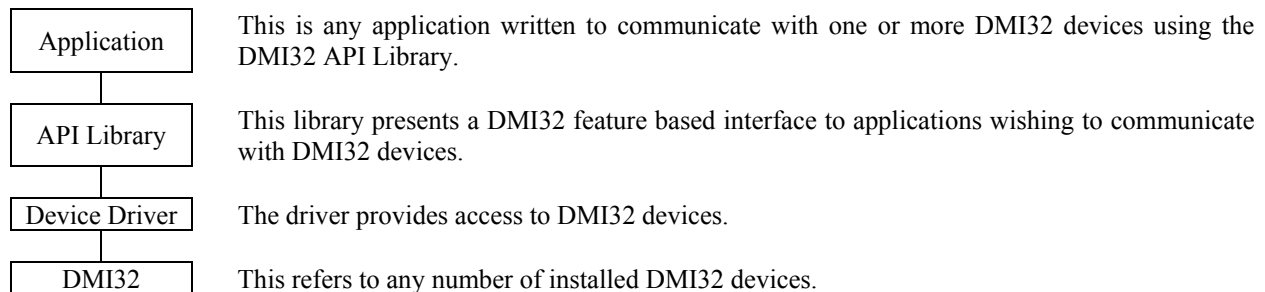 Application
This is any application written to communicate with one or more DMI32 devices using the
DMI32 API Library.
API Library
This library presents a DMI32 feature based interface to applications wishing to communicate
with DMI32 devices.
Device Driver
The driver provides access to DMI32 devices.
DMI32
This refers to any number of installed DMI32 devices.